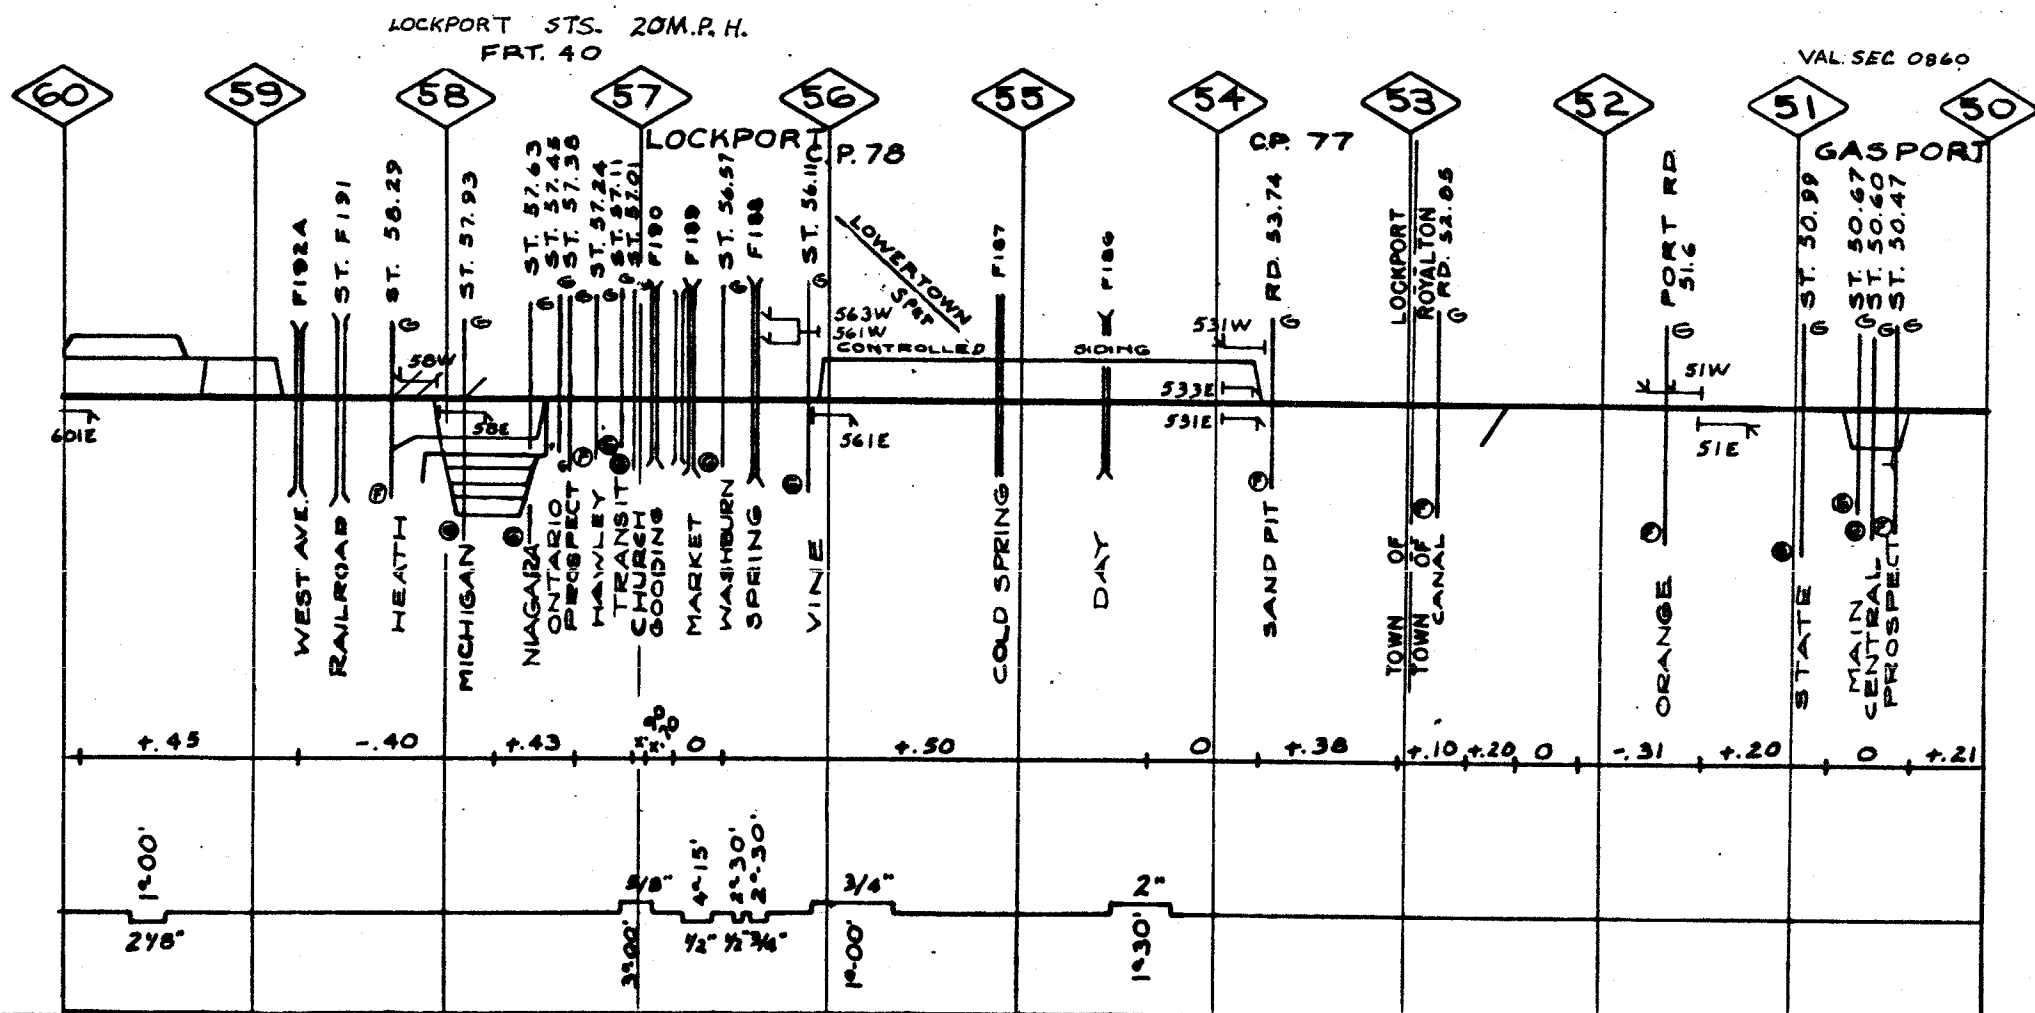 LOCKPORT STS. 20M.P.H.
FRT. 40
VAL. SEC 0860
60
59
58
57
56
55
54
53
52
51
50
LOCKPORT
C.P. 78
C.P. 77
GASPORT
WEST AVE. F192A
RAILROAD ST. F191
HEATH ST. 58.29
MICHIGAN ST. 57.93
NIAGARA ST. 57.63
ONTARIO ST. 57.45
PROSPECT ST. 57.38
HAWLEY ST. 57.24
TRANSIT ST. 57.11
CHURCH ST. 57.01
GOODING F190
MARKET F189
WASHBURN ST. 56.57
SPRING F188
VINE ST. 56.11
LOWERTOWN
Spur
COLD SPRING F187
DAY F186
SAND PIT RD. 53.74
TOWN OF LOCKPORT
TOWN OF ROYALTON
CANAL RD. 52.85
ORANGE PORT RD.
51.6
STATE ST. 50.99
MAIN ST. 50.67
CENTRAL ST. 50.60
PROSPECT ST. 50.47
601E
58W
58E
563W
561W
CONTROLLED SIDING
561E
531W
533E
531E
51W
51E
+.45 -.40 +.43 0 +.50 0 +.38 +.10 +.20 0 -.31 +.20 0 +.21
1°00'
2 1/8"
5/8"
3°00'
4°15'
1/2"
2°30'
1/2"
2°-30'
3/4"
3/4"
1°-00'
2"
1°30'